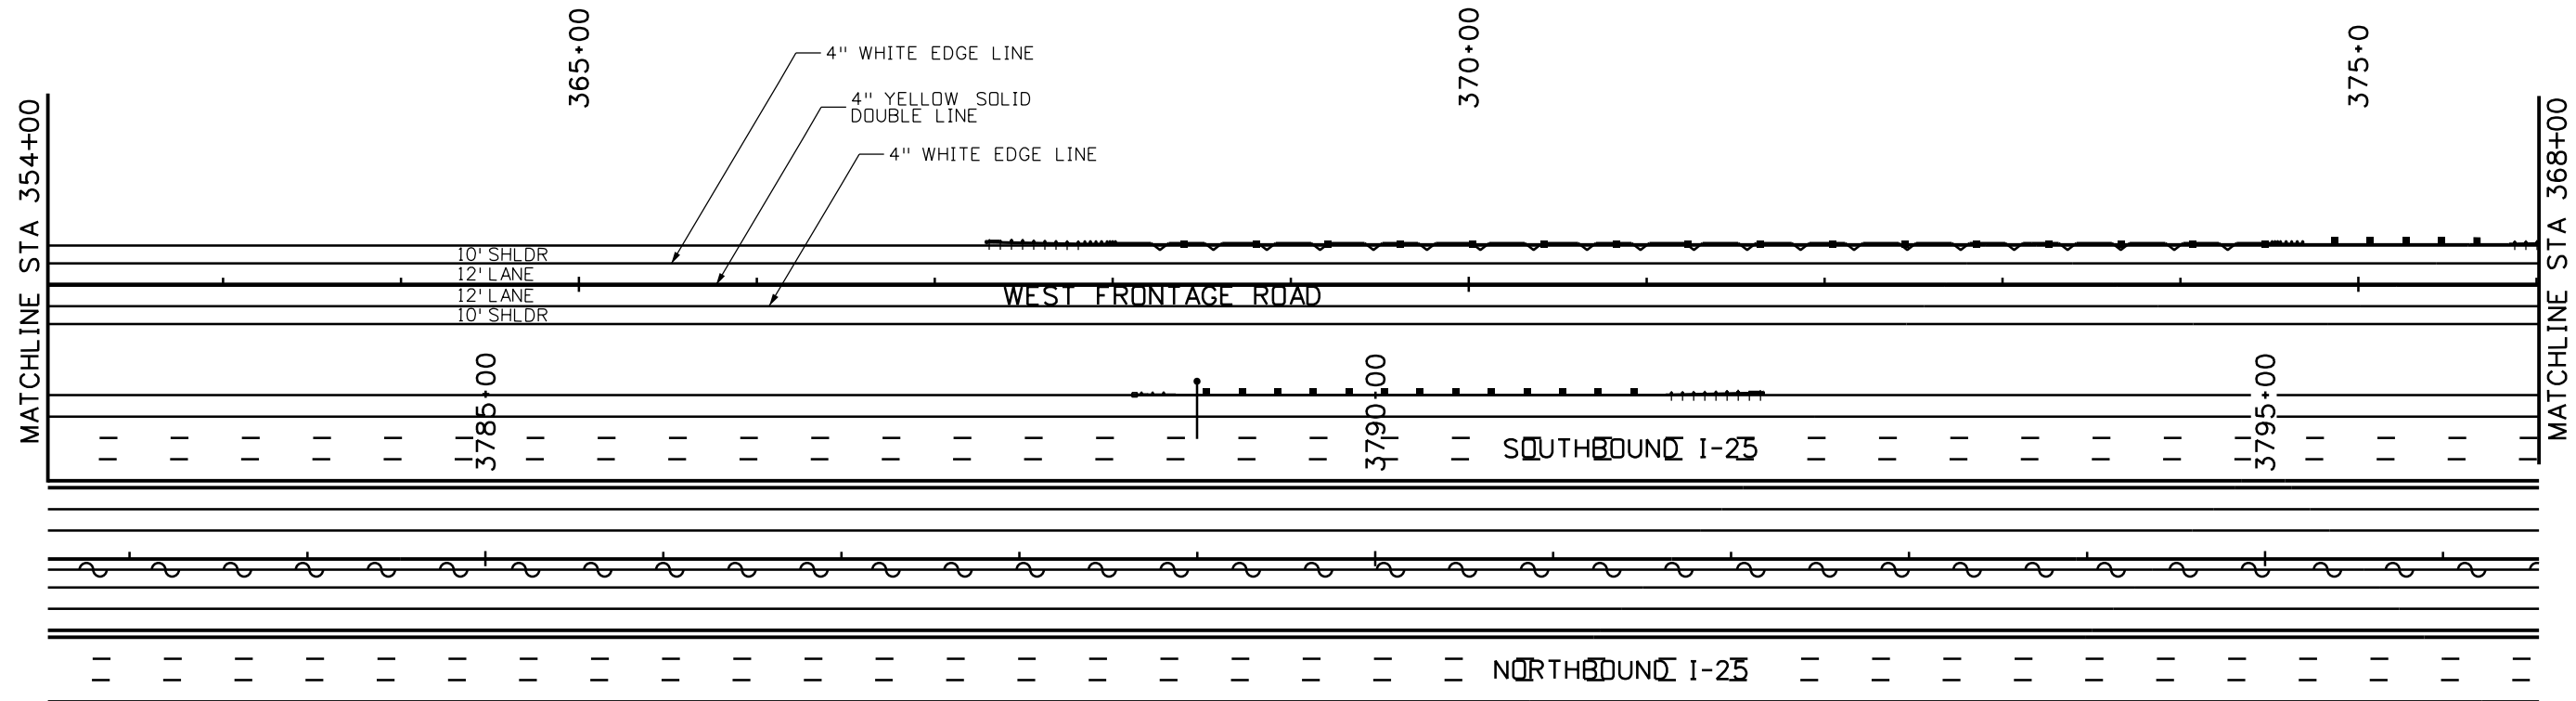 365+00
370+00
375+0
4" WHITE EDGE LINE
4" YELLOW SOLID
DOUBLE LINE
4" WHITE EDGE LINE
MATCHLINE STA 354+00
MATCHLINE STA 368+00
10' SHLDR
12' LANE
12' LANE
WEST FRONTAGE ROAD
10' SHLDR
3785+00
3790+00
3795+00
SOUTHBOUND I-25
NORTHBOUND I-25